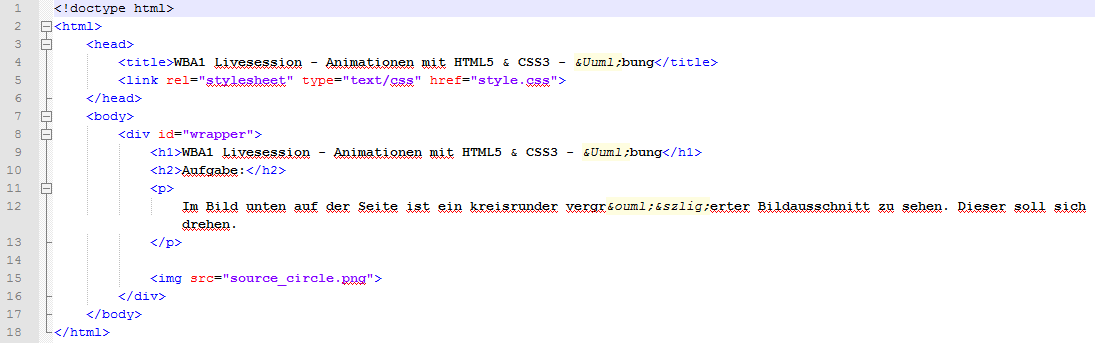 1 <!doctype html>
2 <html>
3 <head>
4 <title>WBA1 Livesession - Animationen mit HTML5 & CSS3 - &Uuml;bung</title>
5 <link rel="stylesheet" type="text/css" href="style.css">
6 </head>
7 <body>
8 <div id="wrapper">
9 <h1>WBA1 Livesession - Animationen mit HTML5 & CSS3 - &Uuml;bung</h1>
10 <h2>Aufgabe:</h2>
11 <p>
12 Im Bild unten auf der Seite ist ein kreisrunder vergr&ouml;&szlig;erter Bildausschnitt zu sehen. Dieser soll sich
drehen.
13 </p>
14
15 <img src="source_circle.png">
16 </div>
17 </body>
18 </html>